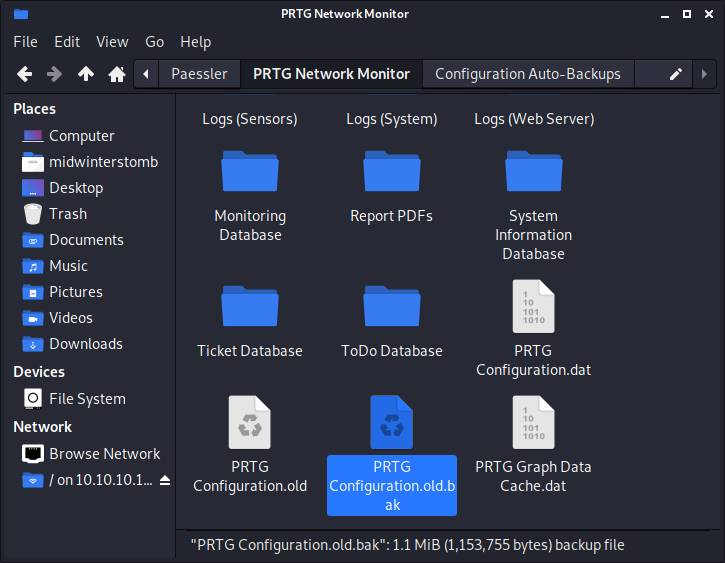 PRTG Network Monitor
File Edit View Go Help
Paessler PRTG Network Monitor Configuration Auto-Backups
Places
Computer
midwinterstomb
Desktop
Trash
Documents
Music
Pictures
Videos
Downloads
Devices
File System
Network
Browse Network
/ on 10.10.10.1...
Logs (Sensors) Logs (System) Logs (Web Server)
Monitoring
Database
Report PDFs
System
Information
Database
Ticket Database
ToDo Database
1
10
101
1010
PRTG
Configuration.dat
PRTG
Configuration.old
PRTG
Configuration.old.b
ak
1
10
101
1010
PRTG Graph Data
Cache.dat
"PRTG Configuration.old.bak": 1.1 MiB (1,153,755 bytes) backup file